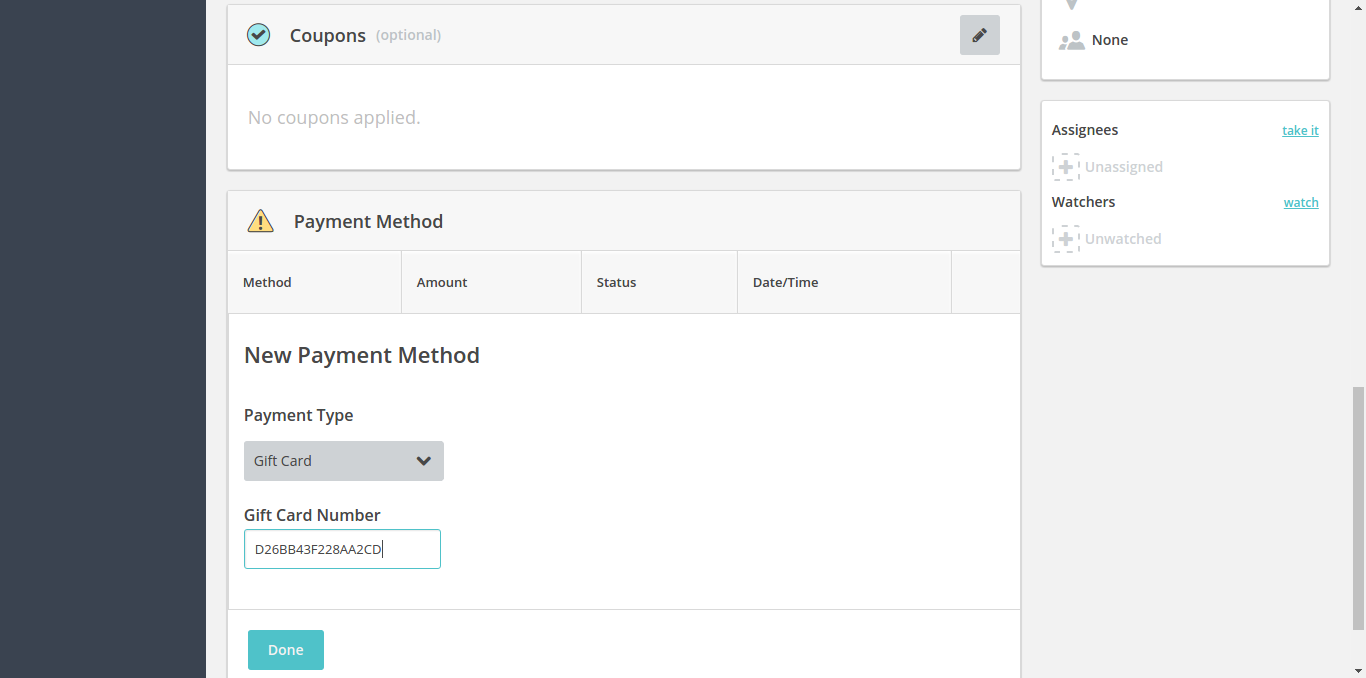 Coupons (optional)
No coupons applied.
Payment Method
Method Amount Status Date/Time
New Payment Method
Payment Type
Gift Card
Gift Card Number
D26BB43F228AA2CD
Done
None
Assignees take it
Unassigned
Watchers watch
Unwatched